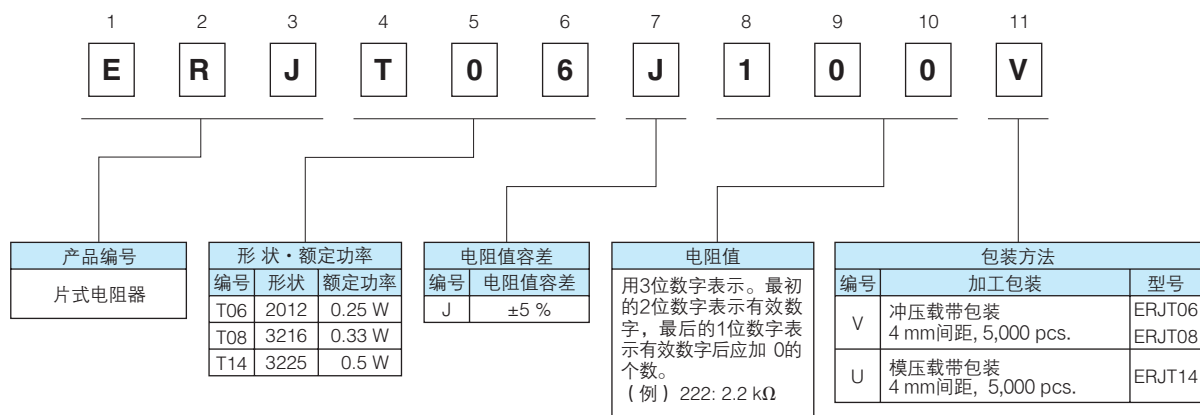 1 2 3 4 5 6 7 8 9 10 11
E R J T 0 6 J 1 0 0 V
产品编号
片式电阻器
形 状・额定功率
编号 形状 额定功率
T06 2012 0.25 W
T08 3216 0.33 W
T14 3225 0.5 W
电阻值容差
编号 电阻值容差
J ±5 %
电阻值
用3位数字表示。最初
的2位数字表示有效数
字，最后的1位数字表
示有效数字后应加 0的
个数。
（例）222: 2.2 kΩ
包装方法
编号 加工包装 型号
V 冲压载带包装 ERJT06
4 mm间距, 5,000 pcs. ERJT08
U 模压载带包装 ERJT14
4 mm间距, 5,000 pcs.